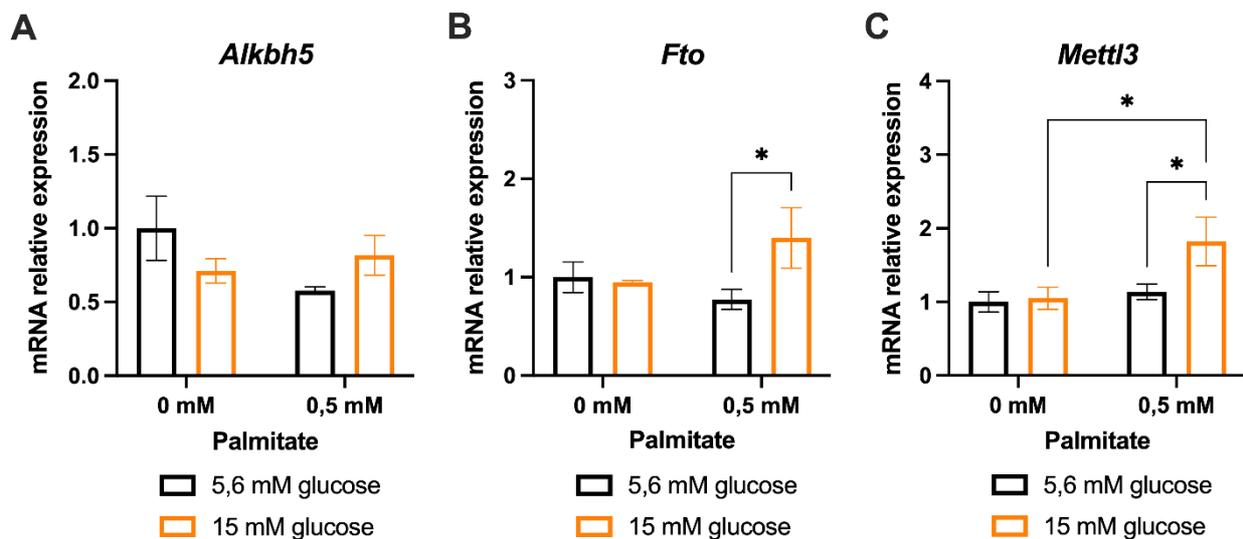 A
Alkbh5
mRNA relative expression
2.0
1.5
1.0
0.5
0.0
0 mM
0,5 mM
Palmitate
5,6 mM glucose
15 mM glucose
B
Fto
mRNA relative expression
3
2
1
0
*
0 mM
0,5 mM
Palmitate
5,6 mM glucose
15 mM glucose
C
Mettl3
mRNA relative expression
4
3
2
1
0
*
*
0 mM
0,5 mM
Palmitate
5,6 mM glucose
15 mM glucose